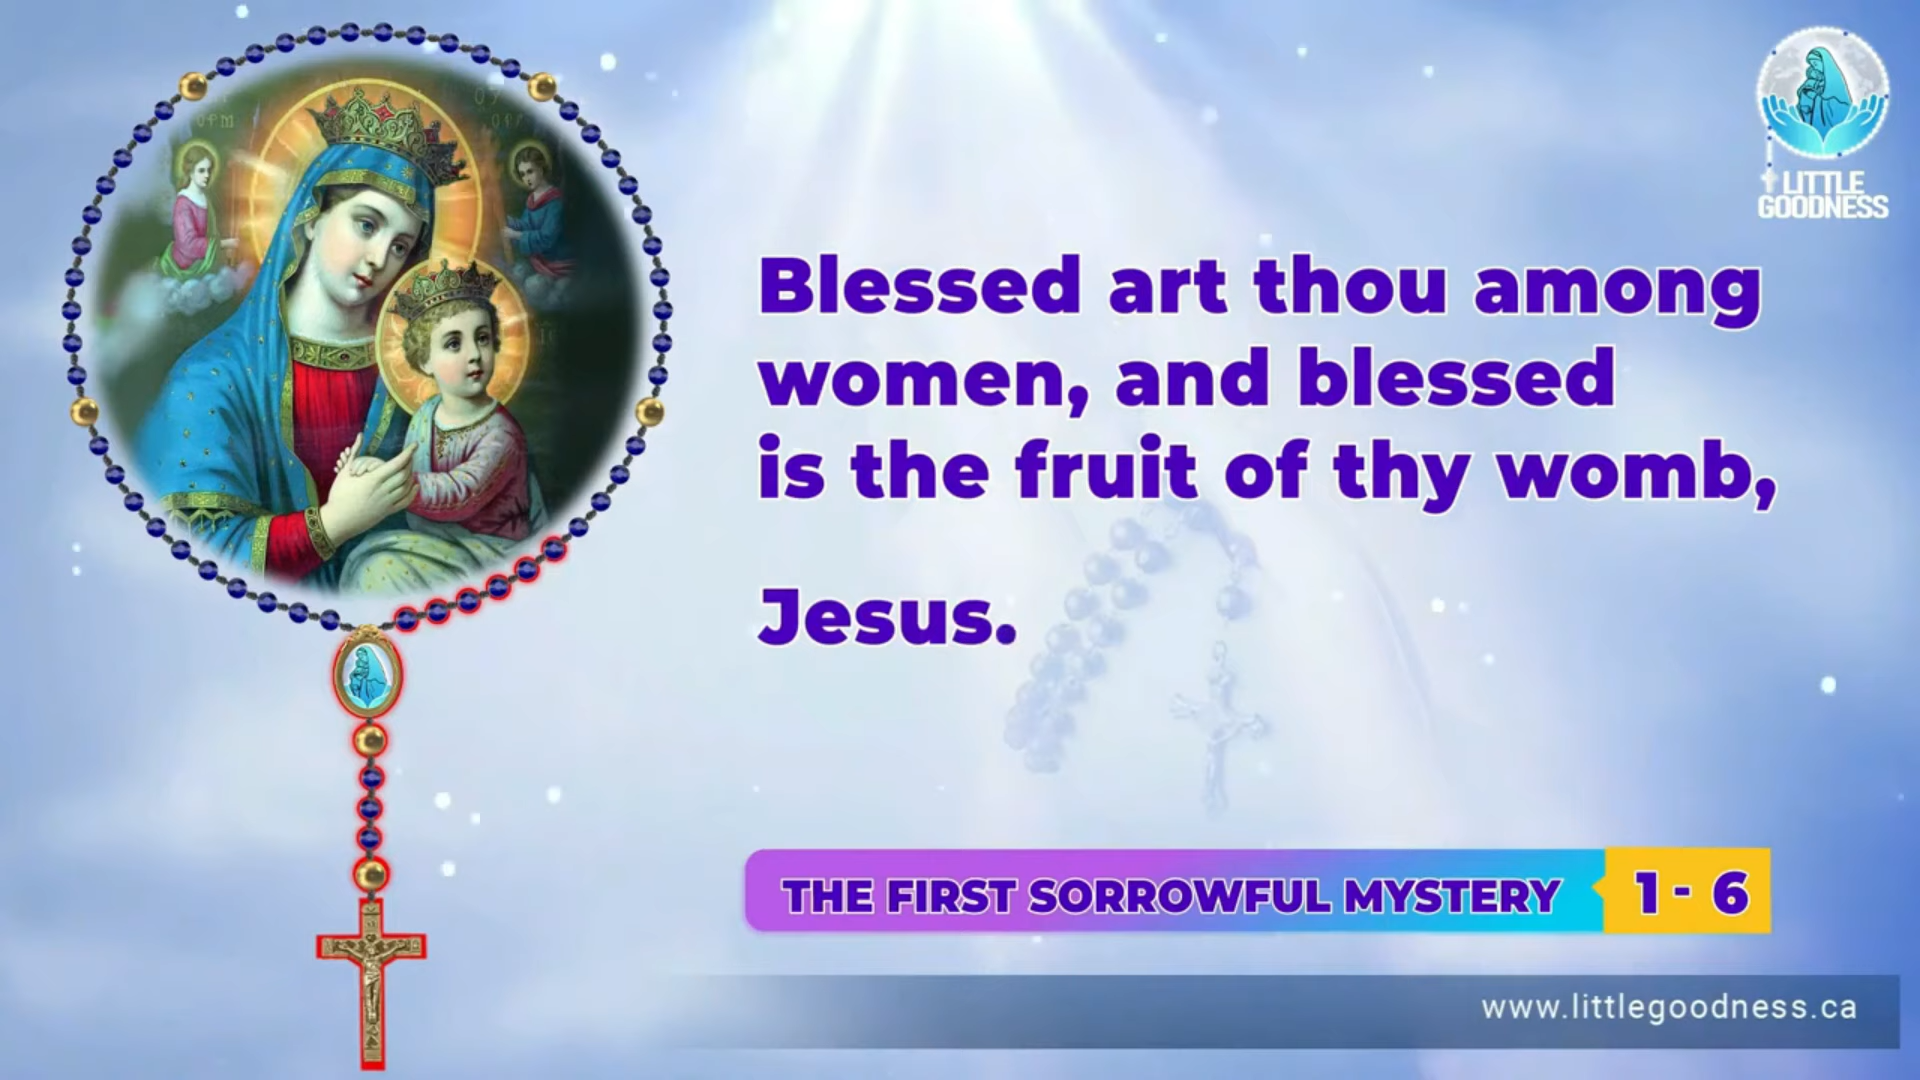 LITTLE
GOODNESS
Blessed art thou among
women, and blessed
is the fruit of thy womb,
Jesus.
THE FIRST SORROWFUL MYSTERY 1 - 6
www.littlegoodness.ca